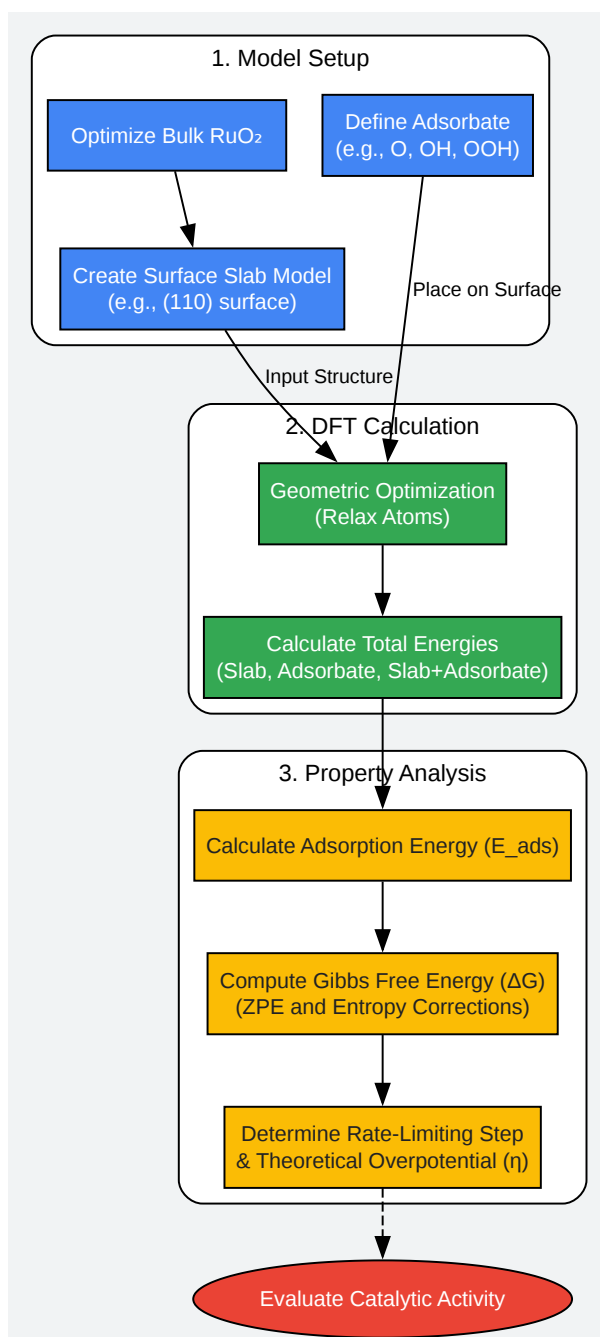 1. Model Setup
Optimize Bulk RuO₂
Define Adsorbate
(e.g., O, OH, OOH)
Create Surface Slab Model
(e.g., (110) surface)
Place on Surface
Input Structure
2. DFT Calculation
Geometric Optimization
(Relax Atoms)
Calculate Total Energies
(Slab, Adsorbate, Slab+Adsorbate)
3. Property Analysis
Calculate Adsorption Energy (E_ads)
Compute Gibbs Free Energy (ΔG)
(ZPE and Entropy Corrections)
Determine Rate-Limiting Step
& Theoretical Overpotential (η)
Evaluate Catalytic Activity